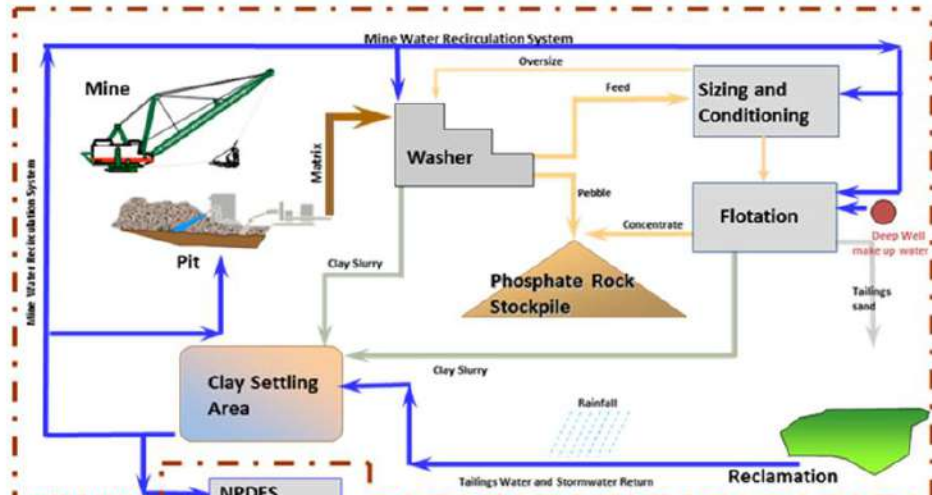 Mine Water Recirculation System
Oversize
Mine
Feed
Sizing and
Conditioning
Matrix
Washer
Mine Water Recirculation System
Pebble
Flotation
Concentrate
Deep Well
make up water
Pit
Clay Slurry
Phosphate Rock
Stockpile
Tailings
sand
Clay Settling
Area
Clay Slurry
Rainfall
Reclamation
Tailings Water and Stormwater Return
NPDES